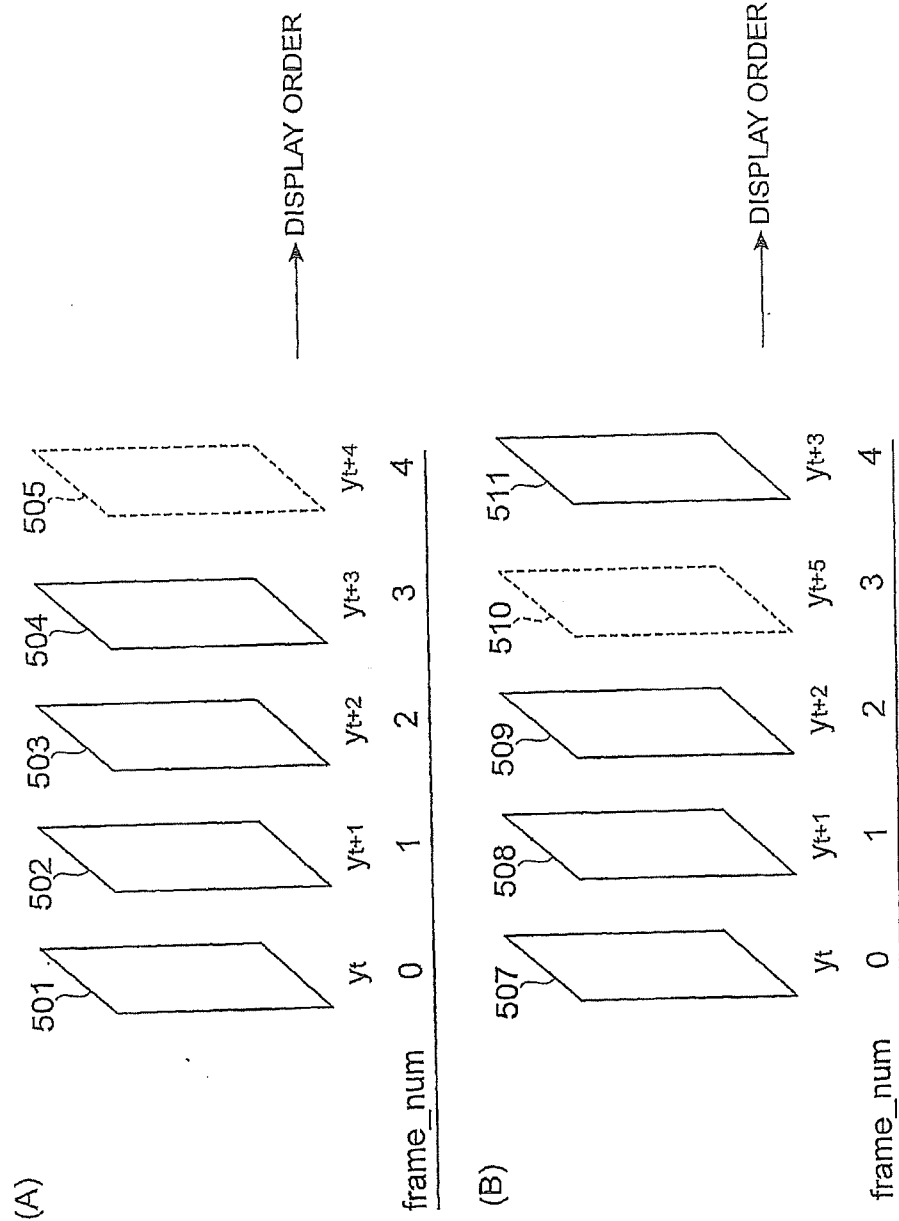 (A)
501 502 503 504 505
yt yt+1 yt+2 yt+3 yt+4 DISPLAY ORDER
frame_num 0 1 2 3 4
(B)
507 508 509 510 511
yt yt+1 yt+2 yt+5 yt+3 DISPLAY ORDER
frame_num 0 1 2 3 4